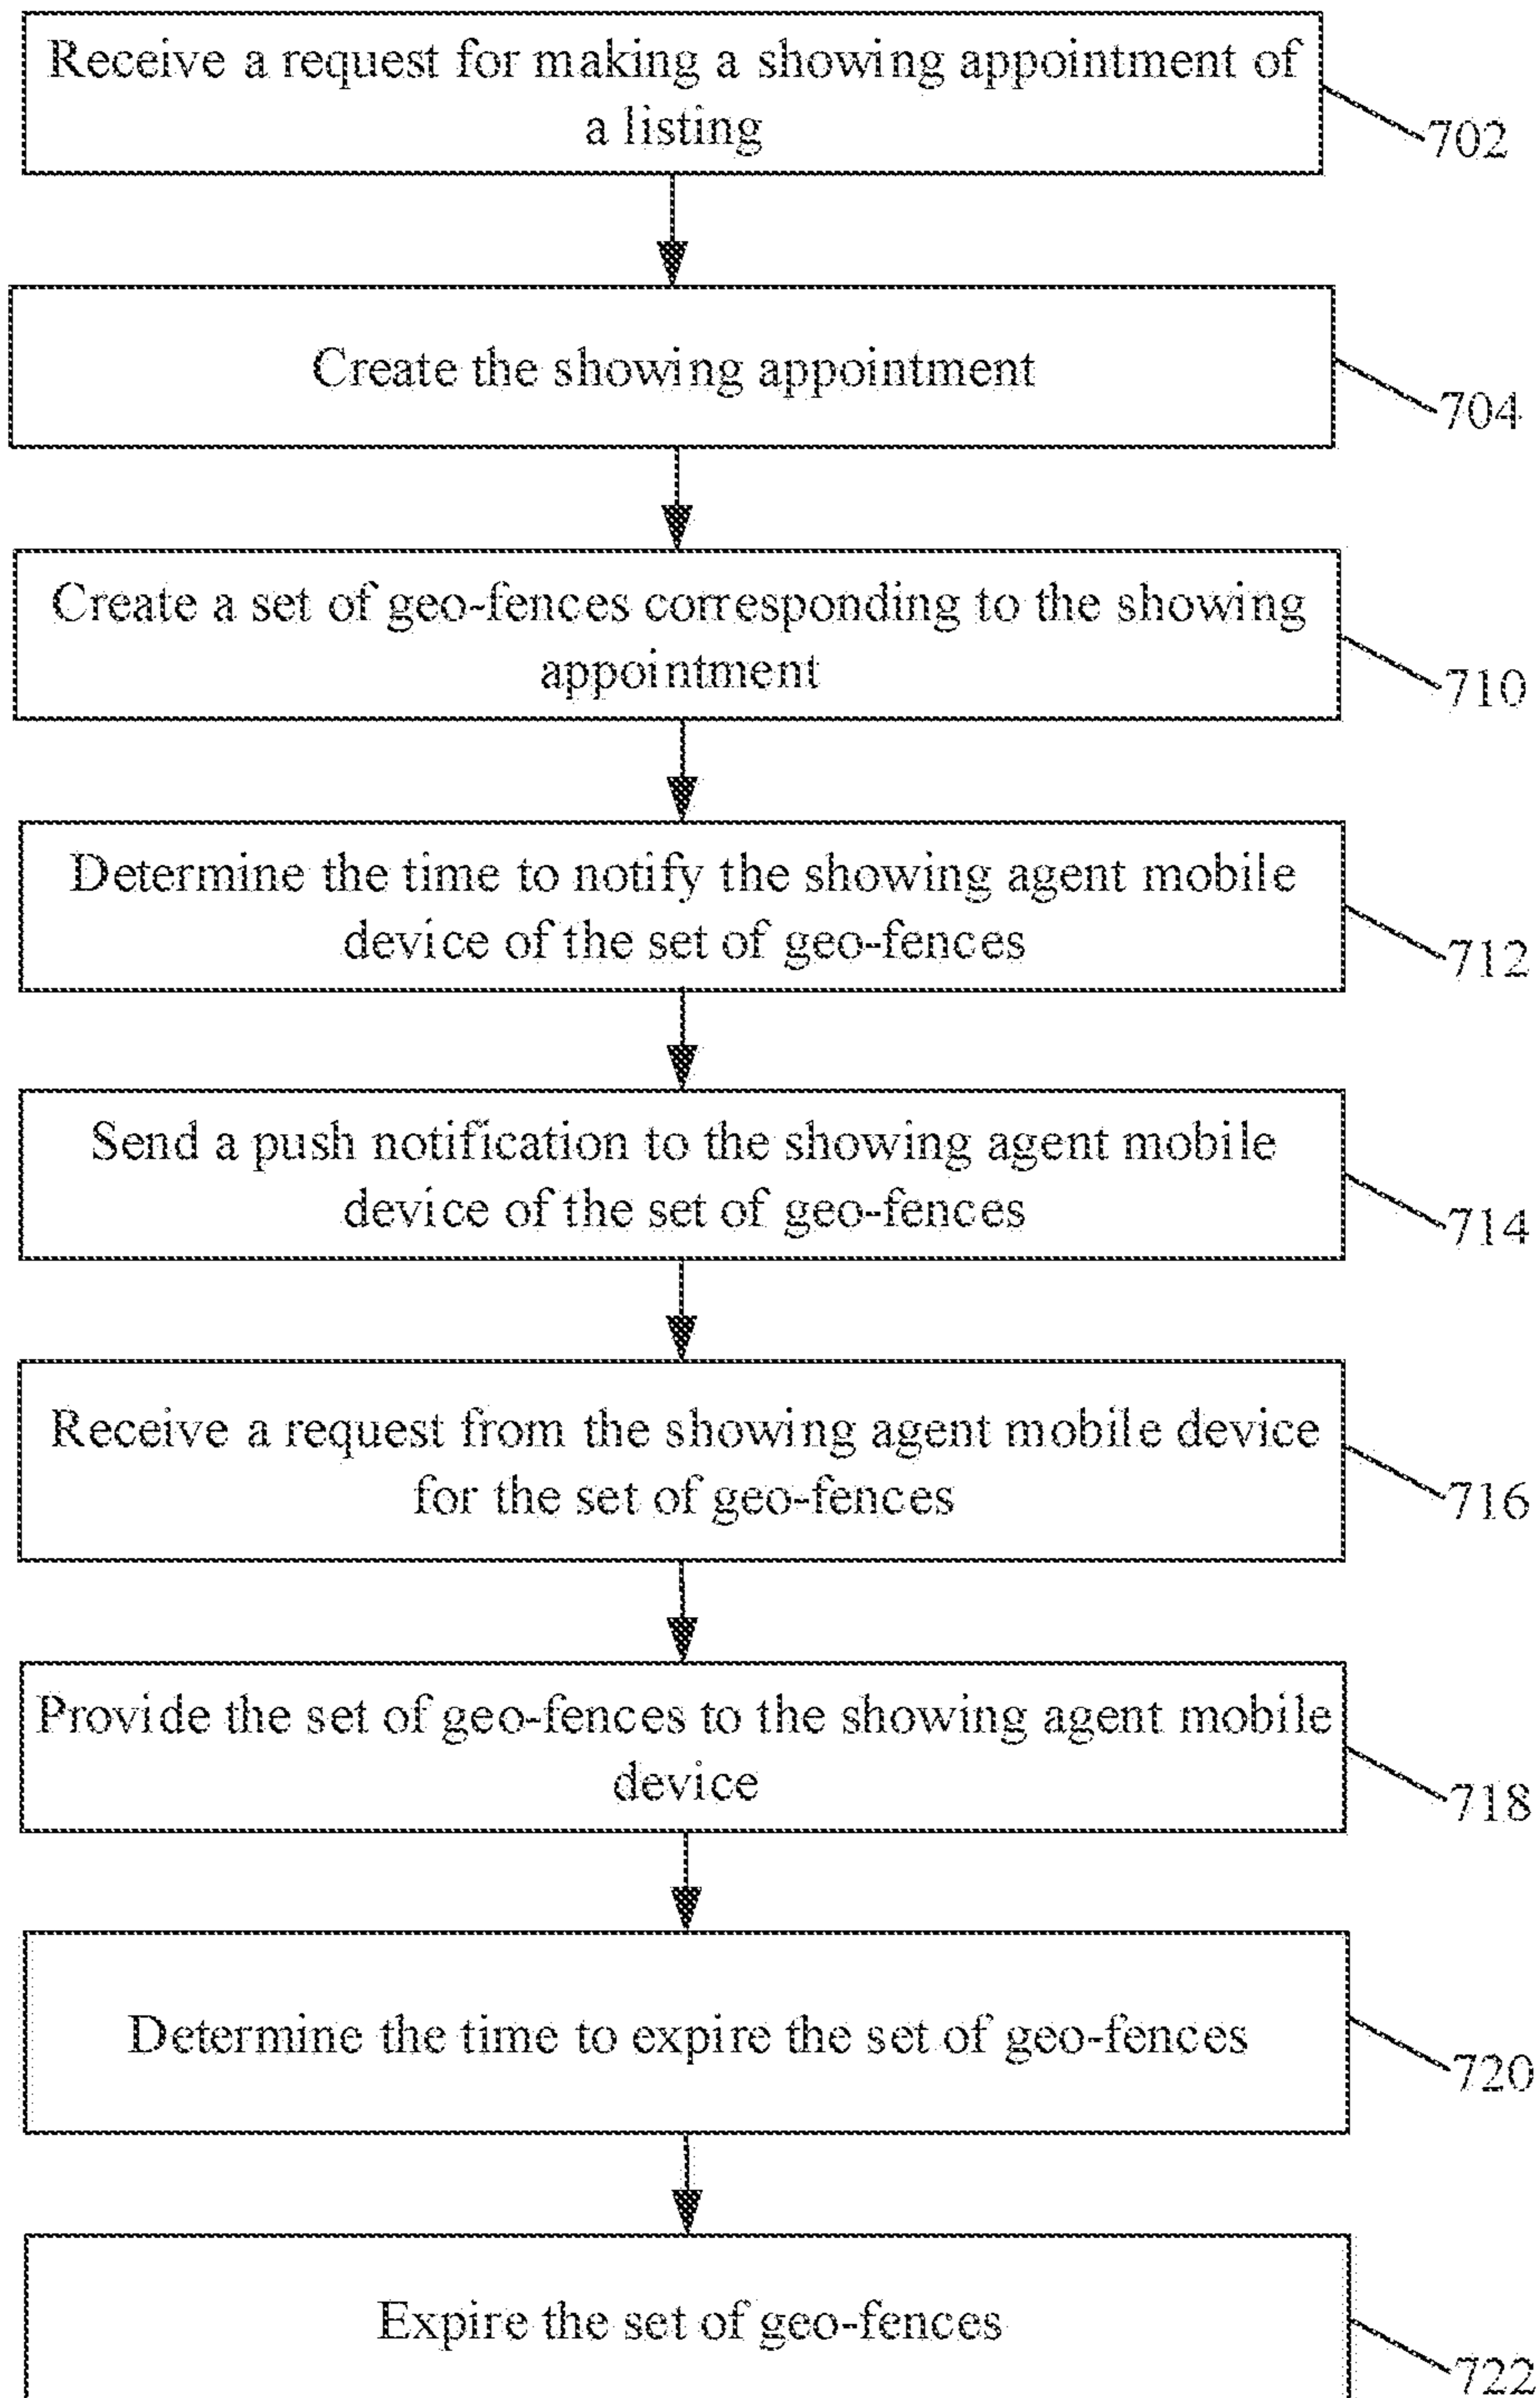 Receive a request for making a showing appointment of
a listing
702
Create the showing appointment
704
Create a set of geo-fences corresponding to the showing
appointment
710
Determine the time to notify the showing agent mobile
device of the set of geo-fences
712
Send a push notification to the showing agent mobile
device of the set of geo-fences
714
Receive a request from the showing agent mobile device
for the set of geo-fences
716
Provide the set of geo-fences to the showing agent mobile
device
718
Determine the time to expire the set of geo-fences
720
Expire the set of geo-fences
722